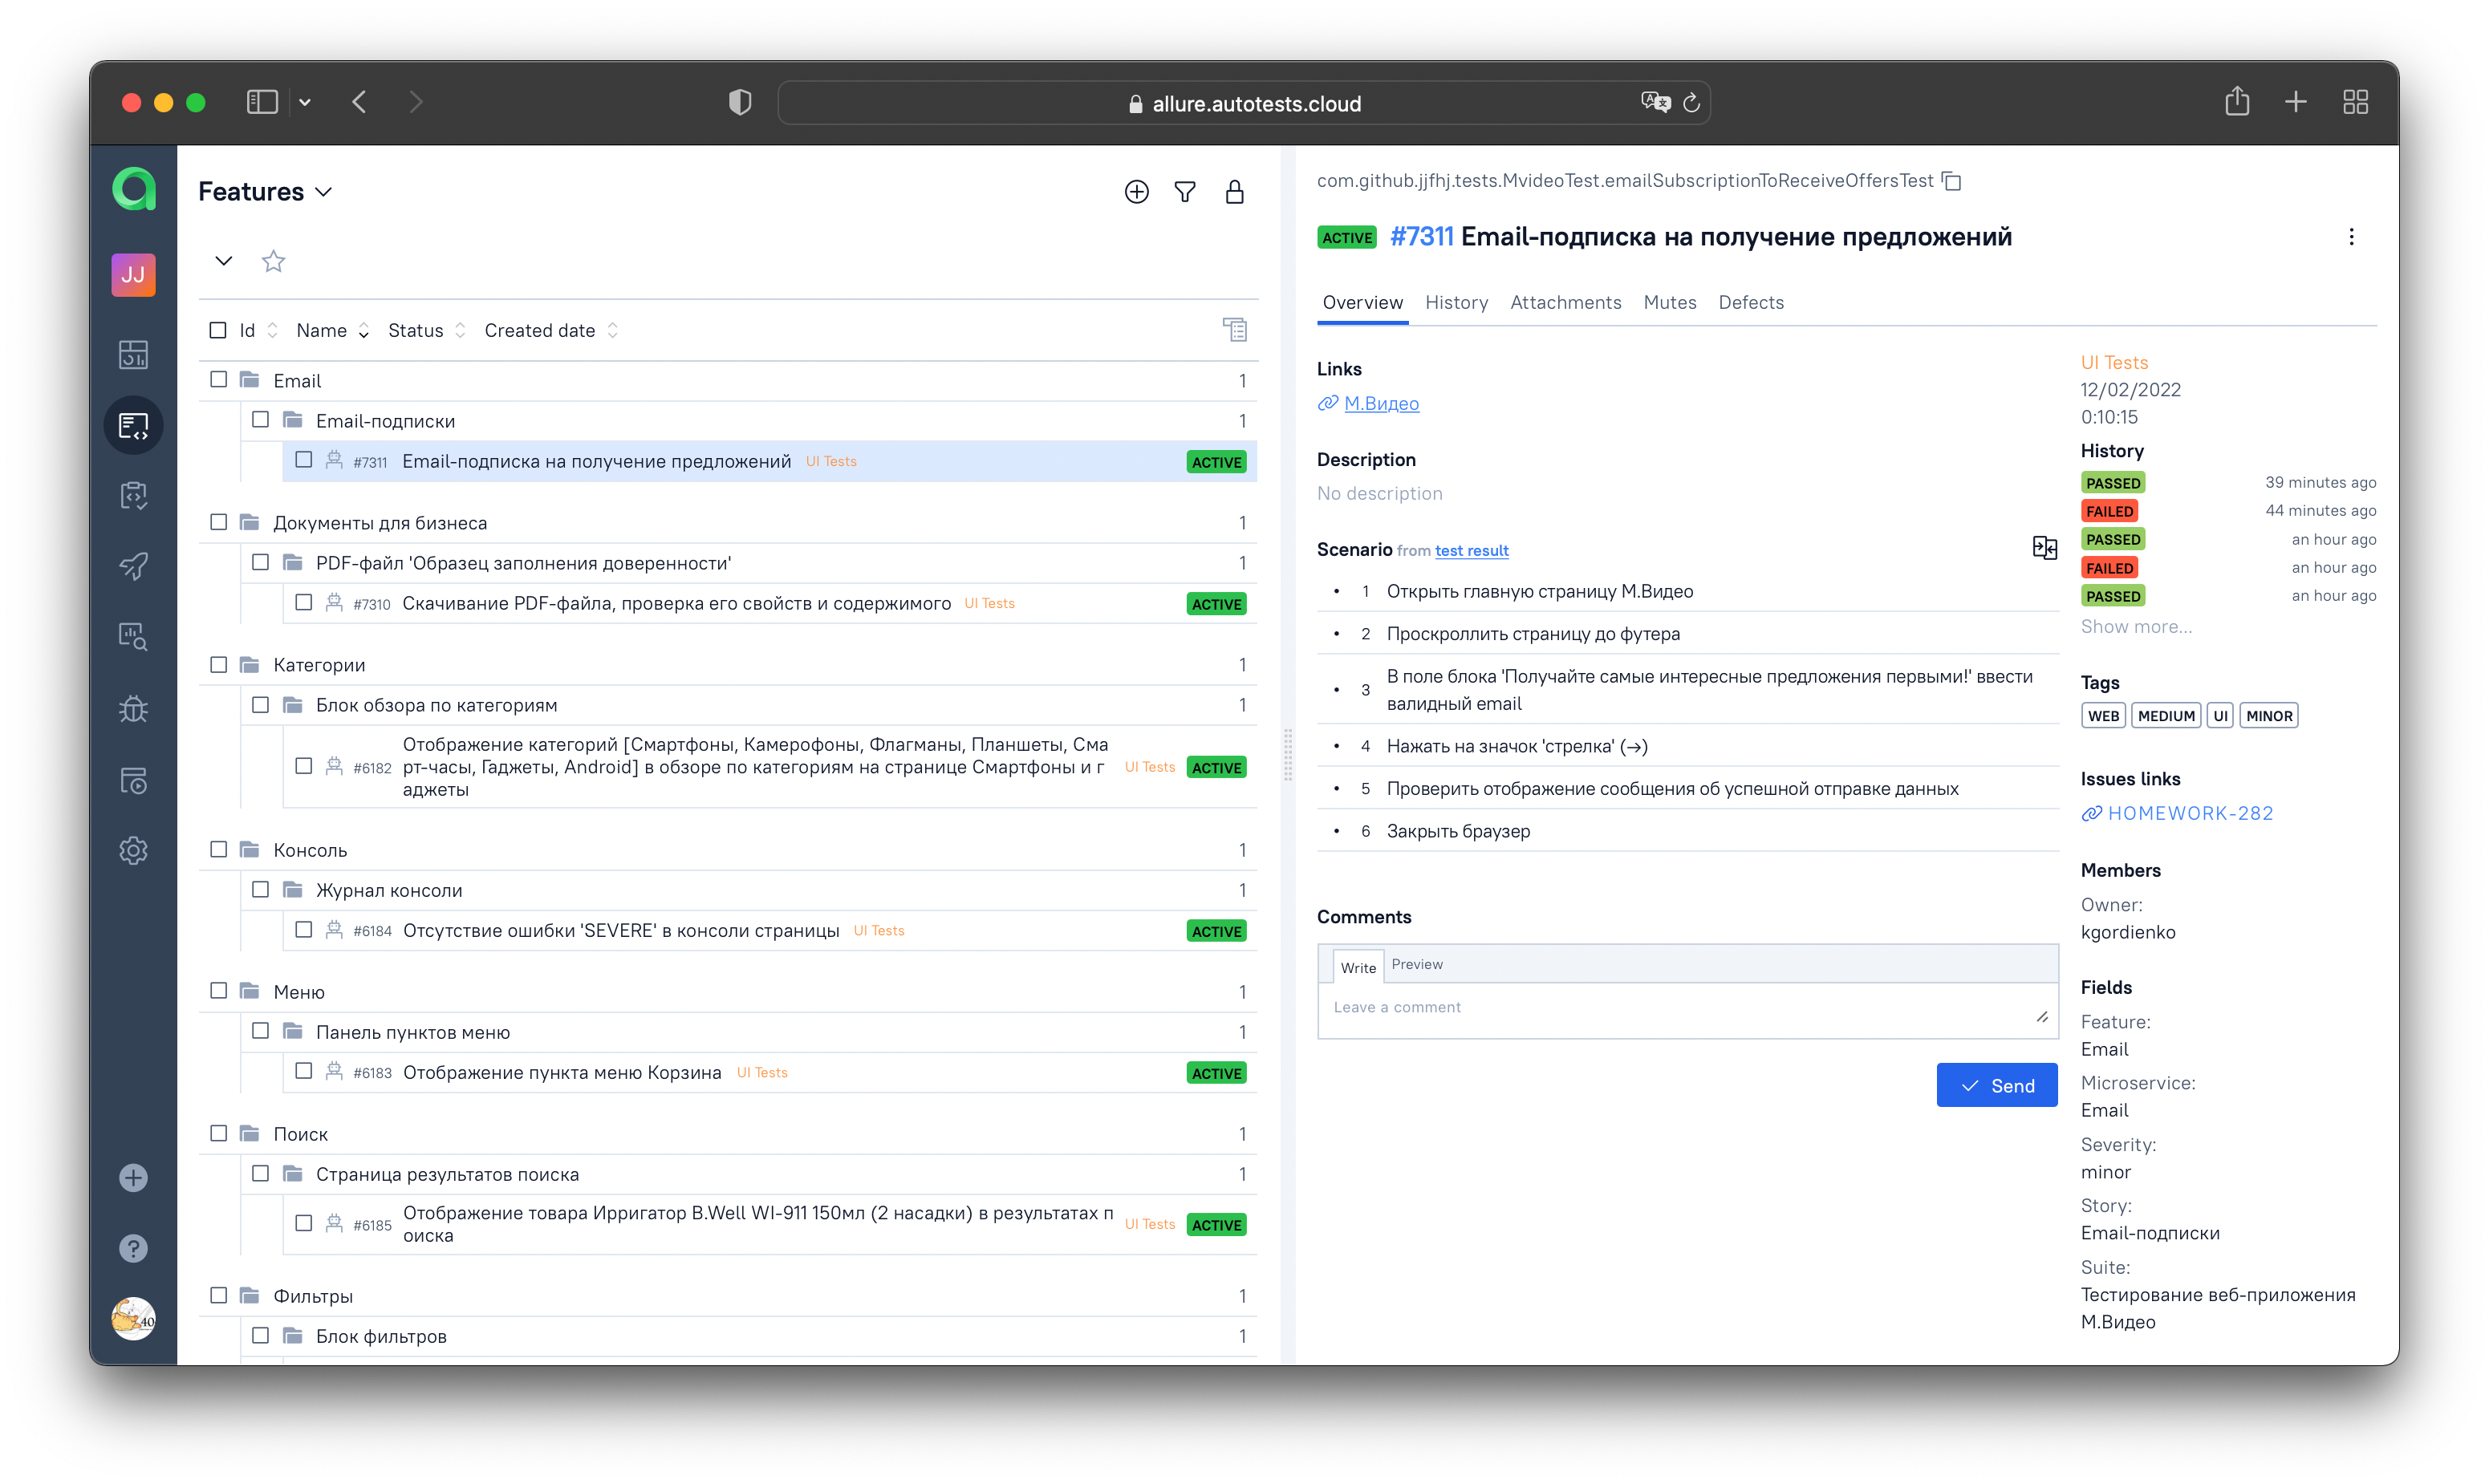 allure.autotests.cloud
JJ
40
Features
Id Name Status Created date
Email 1
Email-подписки 1
#7311 Email-подписка на получение предложений UI Tests ACTIVE
Документы для бизнеса 1
PDF-файл 'Образец заполнения доверенности' 1
#7310 Скачивание PDF-файла, проверка его свойств и содержимого UI Tests ACTIVE
Категории 1
Блок обзора по категориям 1
Отображение категорий [Смартфоны, Камерофоны, Флагманы, Планшеты, Сма
#6182 рт-часы, Гаджеты, Android] в обзоре по категориям на странице Смартфоны и г UI Tests ACTIVE
аджеты
Консоль 1
Журнал консоли 1
#6184 Отсутствие ошибки 'SEVERE' в консоли страницы UI Tests ACTIVE
Меню 1
Панель пунктов меню 1
#6183 Отображение пункта меню Корзина UI Tests ACTIVE
Поиск 1
Страница результатов поиска 1
#6185 Отображение товара Ирригатор B.Well WI-911 150мл (2 насадки) в результатах п UI Tests ACTIVE
оиска
Фильтры 1
Блок фильтров 1
com.github.jjfhj.tests.MvideoTest.emailSubscriptionToReceiveOffersTest
ACTIVE #7311 Email-подписка на получение предложений
Overview History Attachments Mutes Defects
Links
М.Видео
Description
No description
Scenario from test result
• 1 Открыть главную страницу М.Видео
• 2 Проскроллить страницу до футера
• 3 В поле блока 'Получайте самые интересные предложения первыми!' ввести
валидный email
• 4 Нажать на значок 'стрелка' (→)
• 5 Проверить отображение сообщения об успешной отправке данных
• 6 Закрыть браузер
Comments
Write Preview
Leave a comment
Send
UI Tests
12/02/2022
0:10:15
History
PASSED 39 minutes ago
FAILED 44 minutes ago
PASSED an hour ago
FAILED an hour ago
PASSED an hour ago
Show more...
Tags
WEB MEDIUM UI MINOR
Issues links
HOMEWORK-282
Members
Owner:
kgordienko
Fields
Feature:
Email
Microservice:
Email
Severity:
minor
Story:
Email-подписки
Suite:
Тестирование веб-приложения
М.Видео